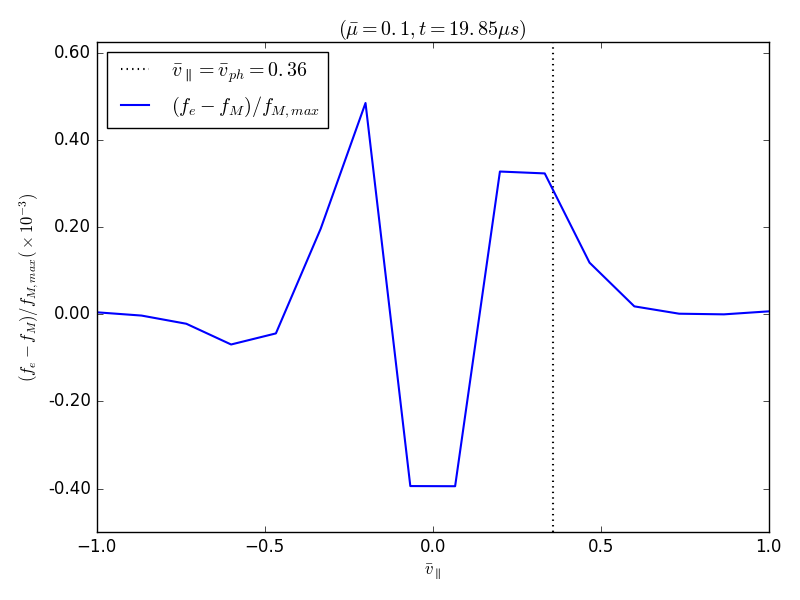 (μ̄ = 0.1, t = 19.85μs)
v̄∥ = v̄ph = 0.36
(fe − fM)/fM,max
(fe − fM)/fM,max(×10⁻³)
0.60
0.40
0.20
0.00
−0.20
−0.40
−1.0 −0.5 0.0 0.5 1.0
v̄∥